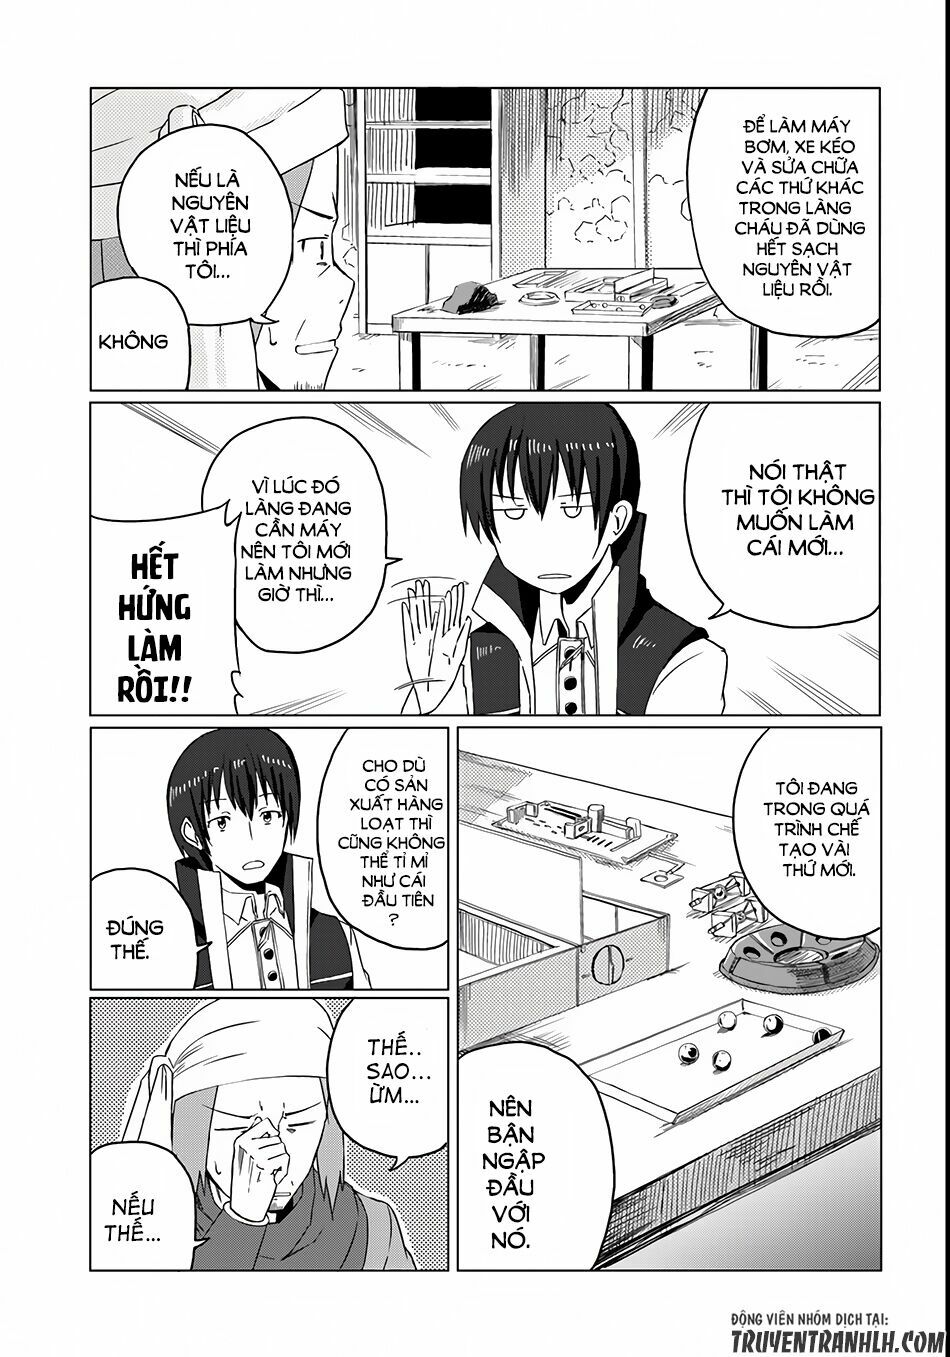 ĐỂ LÀM MÁY
BƠM, XE KÉO
VÀ SỬA CHỮA
CÁC THỨ KHÁC
TRONG LÀNG
CHÁU ĐÃ DÙNG
HẾT SẠCH
NGUYÊN VẬT
LIỆU RỒI.
NẾU LÀ
NGUYÊN
VẬT LIỆU
THÌ PHÍA
TÔI...
KHÔNG
NÓI THẬT
THÌ TÔI KHÔNG
MUỐN LÀM
CÁI MỚI...
VÌ LÚC ĐÓ
LÀNG ĐANG
CẦN MÁY
NÊN TÔI MỚI
LÀM NHƯNG
GIỜ THÌ...
HẾT
HỨNG
LÀM
RỒI!!
TÔI ĐANG
TRONG QUÁ
TRÌNH CHẾ
TẠO VÀI
THỨ MỚI.
NÊN
BẬN
NGẬP
ĐẦU
VỚI
NÓ.
CHO DÙ
CÓ SẢN
XUẤT HÀNG
LOẠT THÌ
CŨNG KHÔNG
THỂ TỈ MỈ
NHƯ CÁI
ĐẦU TIÊN
?
ĐÚNG
THẾ.
THẾ..
SAO...
ỪM...
NẾU
THẾ...
ĐỘNG VIÊN NHÓM DỊCH TẠI:
TRUYENTRANHLH.COM